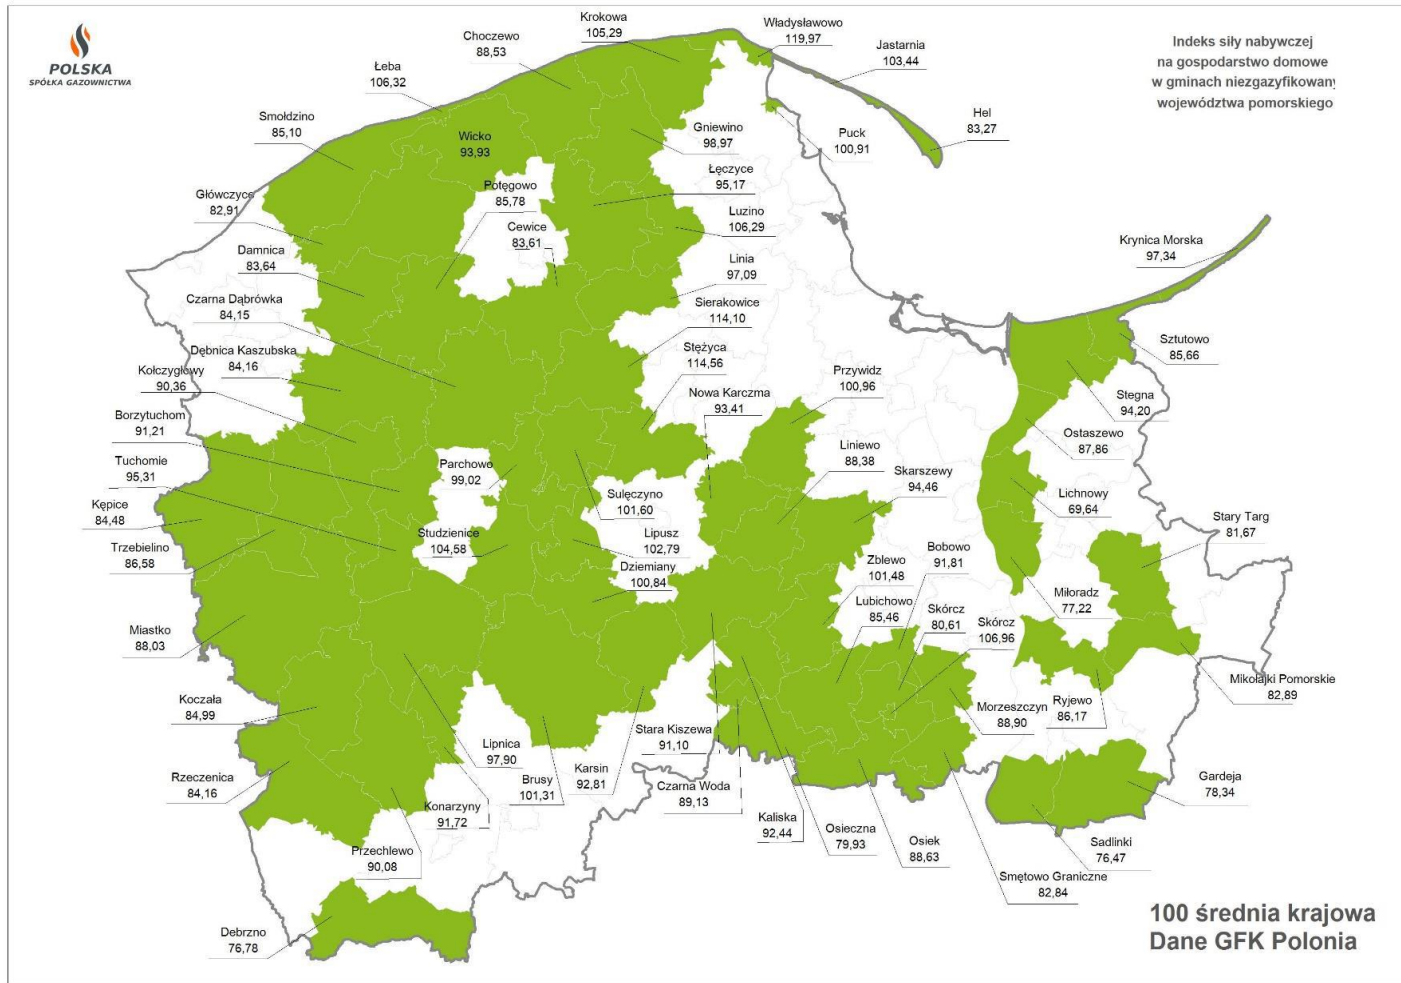 POLSKA
SPÓŁKA GAZOWNICTWA
Indeks siły nabywczej
na gospodarstwo domowe
w gminach niezgazyfikowany
województwa pomorskiego
Krokowa
105,29
Władysławowo
119,97
Choczewo
88,53
Jastarnia
103,44
Łeba
106,32
Hel
83,27
Smołdzino
85,10
Wicko
93,93
Gniewino
98,97
Puck
100,91
Łęczyce
95,17
Główczyce
82,91
Potęgowo
85,78
Luzino
106,29
Cewice
83,61
Krynica Morska
97,34
Damnica
83,64
Linia
97,09
Czarna Dąbrówka
84,15
Sierakowice
114,10
Sztutowo
85,66
Dębnica Kaszubska
84,16
Stężyca
114,56
Przywidz
100,96
Kołczygłowy
90,36
Nowa Karczma
93,41
Stegna
94,20
Borzytuchom
91,21
Liniewo
88,38
Ostaszewo
87,86
Tuchomie
95,31
Parchowo
99,02
Skarszewy
94,46
Kępice
84,48
Sulęczyno
101,60
Lichnowy
69,64
Stary Targ
81,67
Studzienice
104,58
Lipusz
102,79
Trzebielino
86,58
Zblewo
101,48
Bobowo
91,81
Dziemiany
100,84
Miłoradz
77,22
Lubichowo
85,46
Skórcz
80,61
Skórcz
106,96
Miastko
88,03
Mikołajki Pomorskie
82,89
Koczała
84,99
Morzeszczyn
88,90
Ryjewo
86,17
Stara Kiszewa
91,10
Lipnica
97,90
Rzeczenica
84,16
Brusy
101,31
Karsin
92,81
Gardeja
78,34
Czarna Woda
89,13
Konarzyny
91,72
Kaliska
92,44
Osieczna
79,93
Osiek
88,63
Sadlinki
76,47
Przechlewo
90,08
Smętowo Graniczne
82,84
Debrzno
76,78
100 średnia krajowa
Dane GFK Polonia